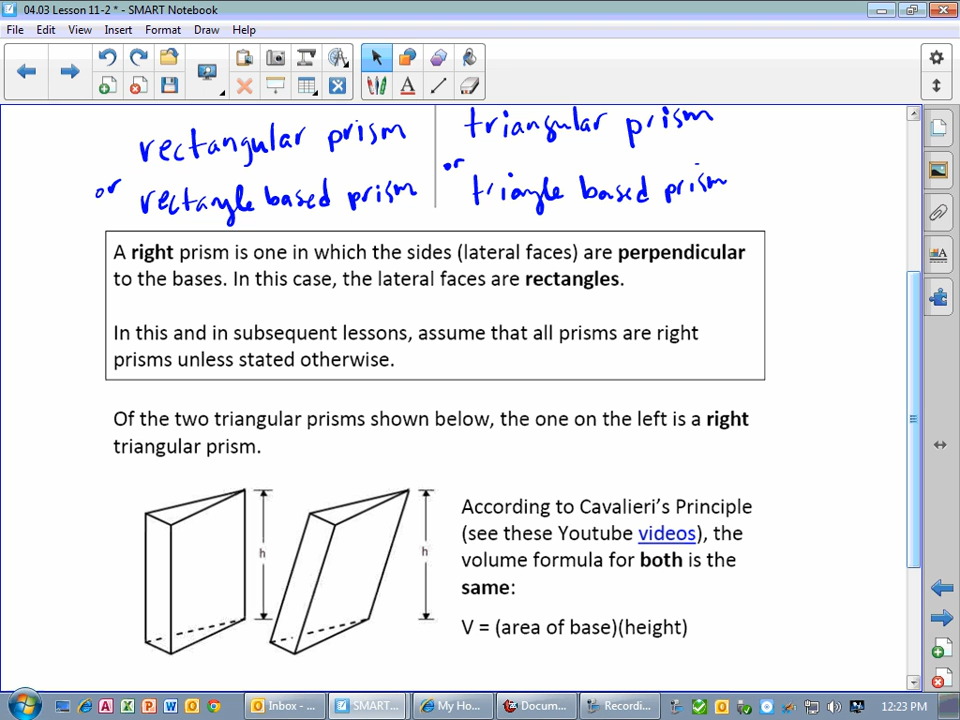 04.03 Lesson 11-2 * - SMART Notebook
File Edit View Insert Format Draw Help
rectangular prism
or rectangle based prism
triangular prism
or triangle based prism
A right prism is one in which the sides (lateral faces) are perpendicular
to the bases. In this case, the lateral faces are rectangles.
In this and in subsequent lessons, assume that all prisms are right
prisms unless stated otherwise.
Of the two triangular prisms shown below, the one on the left is a right
triangular prism.
h
h
According to Cavalieri's Principle
(see these Youtube videos), the
volume formula for both is the
same:
V = (area of base)(height)
Inbox - ...
SMART...
My Ho...
Docum...
Recordi...
12:23 PM